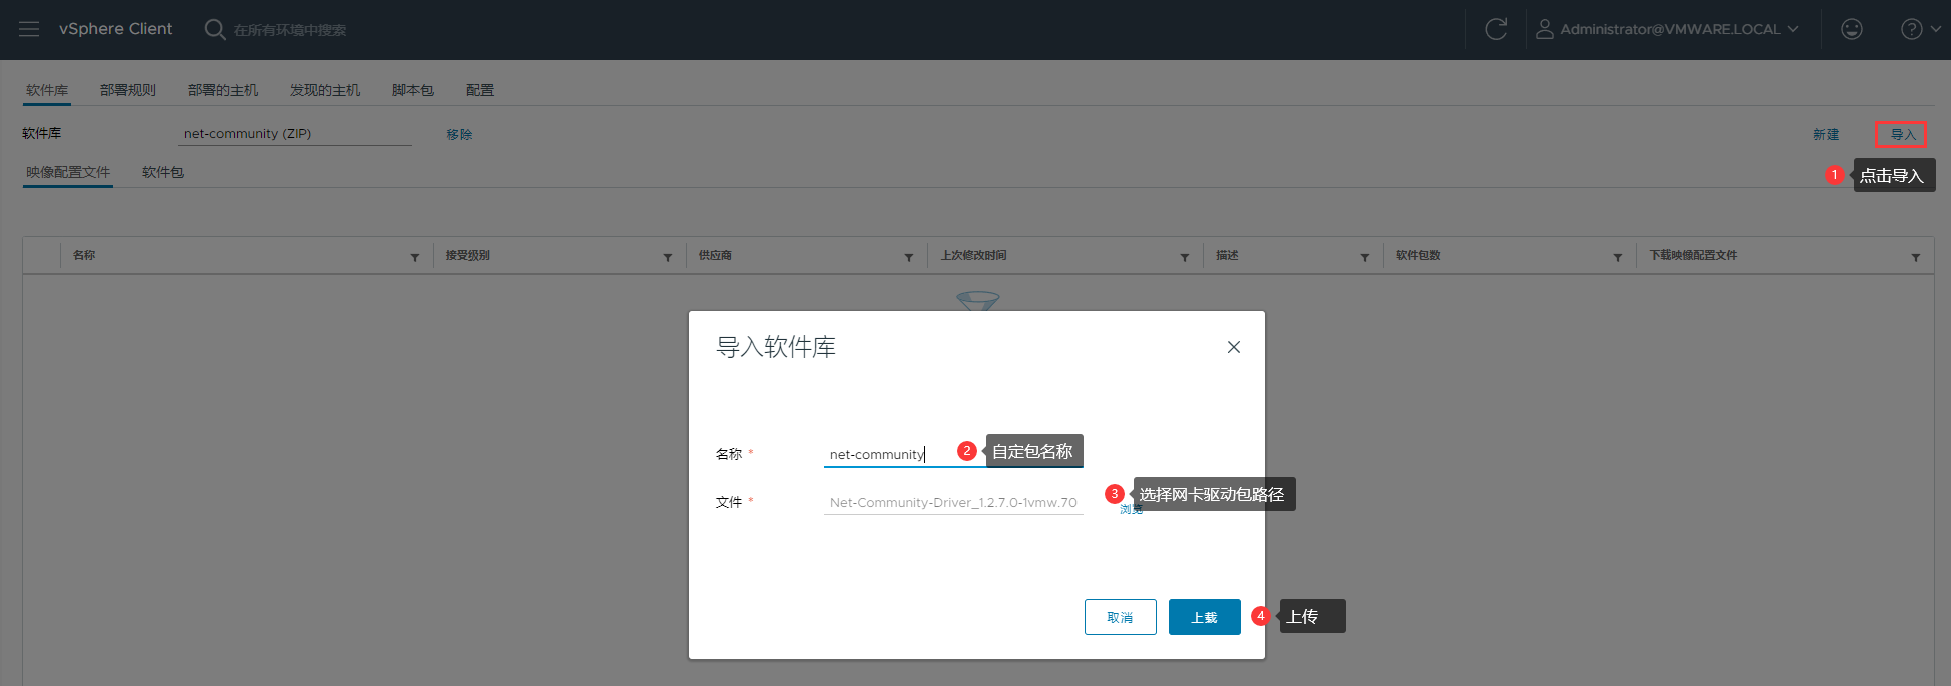 vSphere Client
在所有环境中搜索
Administrator@VMWARE.LOCAL
软件库 部署规则 部署的主机 发现的主机 脚本包 配置
软件库 net-community (ZIP) 移除 新建 导入
1 点击导入
映像配置文件 软件包
名称 接受级别 供应商 上次修改时间 描述 软件包数 下载映像配置文件
导入软件库
名称 * net-community 2 自定包名称
文件 * Net-Community-Driver_1.2.7.0-1vmw.70 3 选择网卡驱动包路径
浏览
取消 上载 4 上传